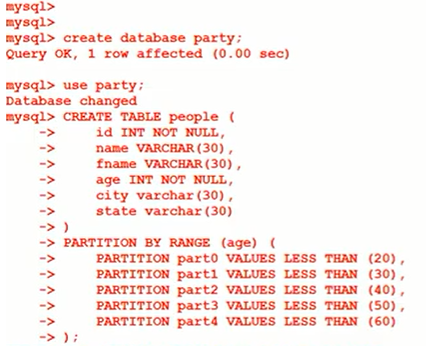 mysql>
mysql>
mysql> create database party;
Query OK, 1 row affected (0.00 sec)
mysql> use party;
Database changed
mysql> CREATE TABLE people (
-> id INT NOT NULL,
-> name VARCHAR(30),
-> fname VARCHAR(30),
-> age INT NOT NULL,
-> city varchar(30),
-> state varchar(30)
-> )
-> PARTITION BY RANGE (age) (
-> PARTITION part0 VALUES LESS THAN (20),
-> PARTITION part1 VALUES LESS THAN (30),
-> PARTITION part2 VALUES LESS THAN (40),
-> PARTITION part3 VALUES LESS THAN (50),
-> PARTITION part4 VALUES LESS THAN (60)
-> );